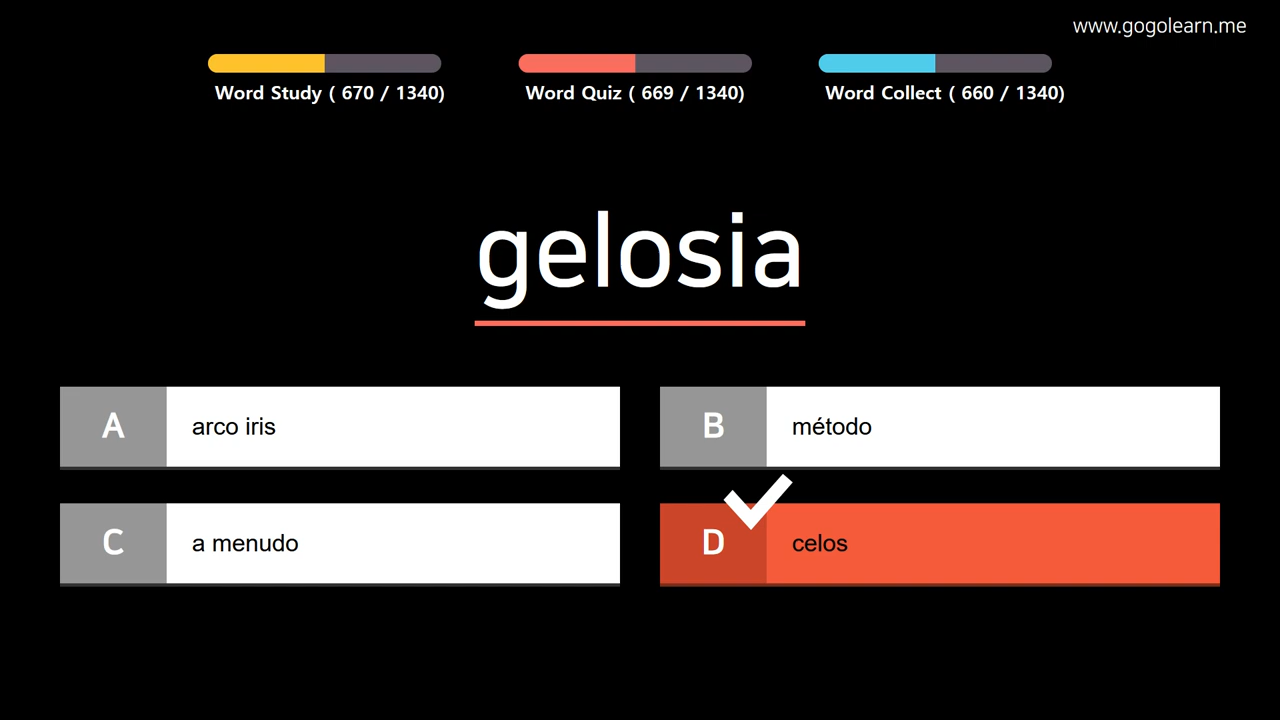 www.gogolearn.me
Word Study ( 670 / 1340)
Word Quiz ( 669 / 1340)
Word Collect ( 660 / 1340)
gelosia
A arco iris
B método
C a menudo
D celos